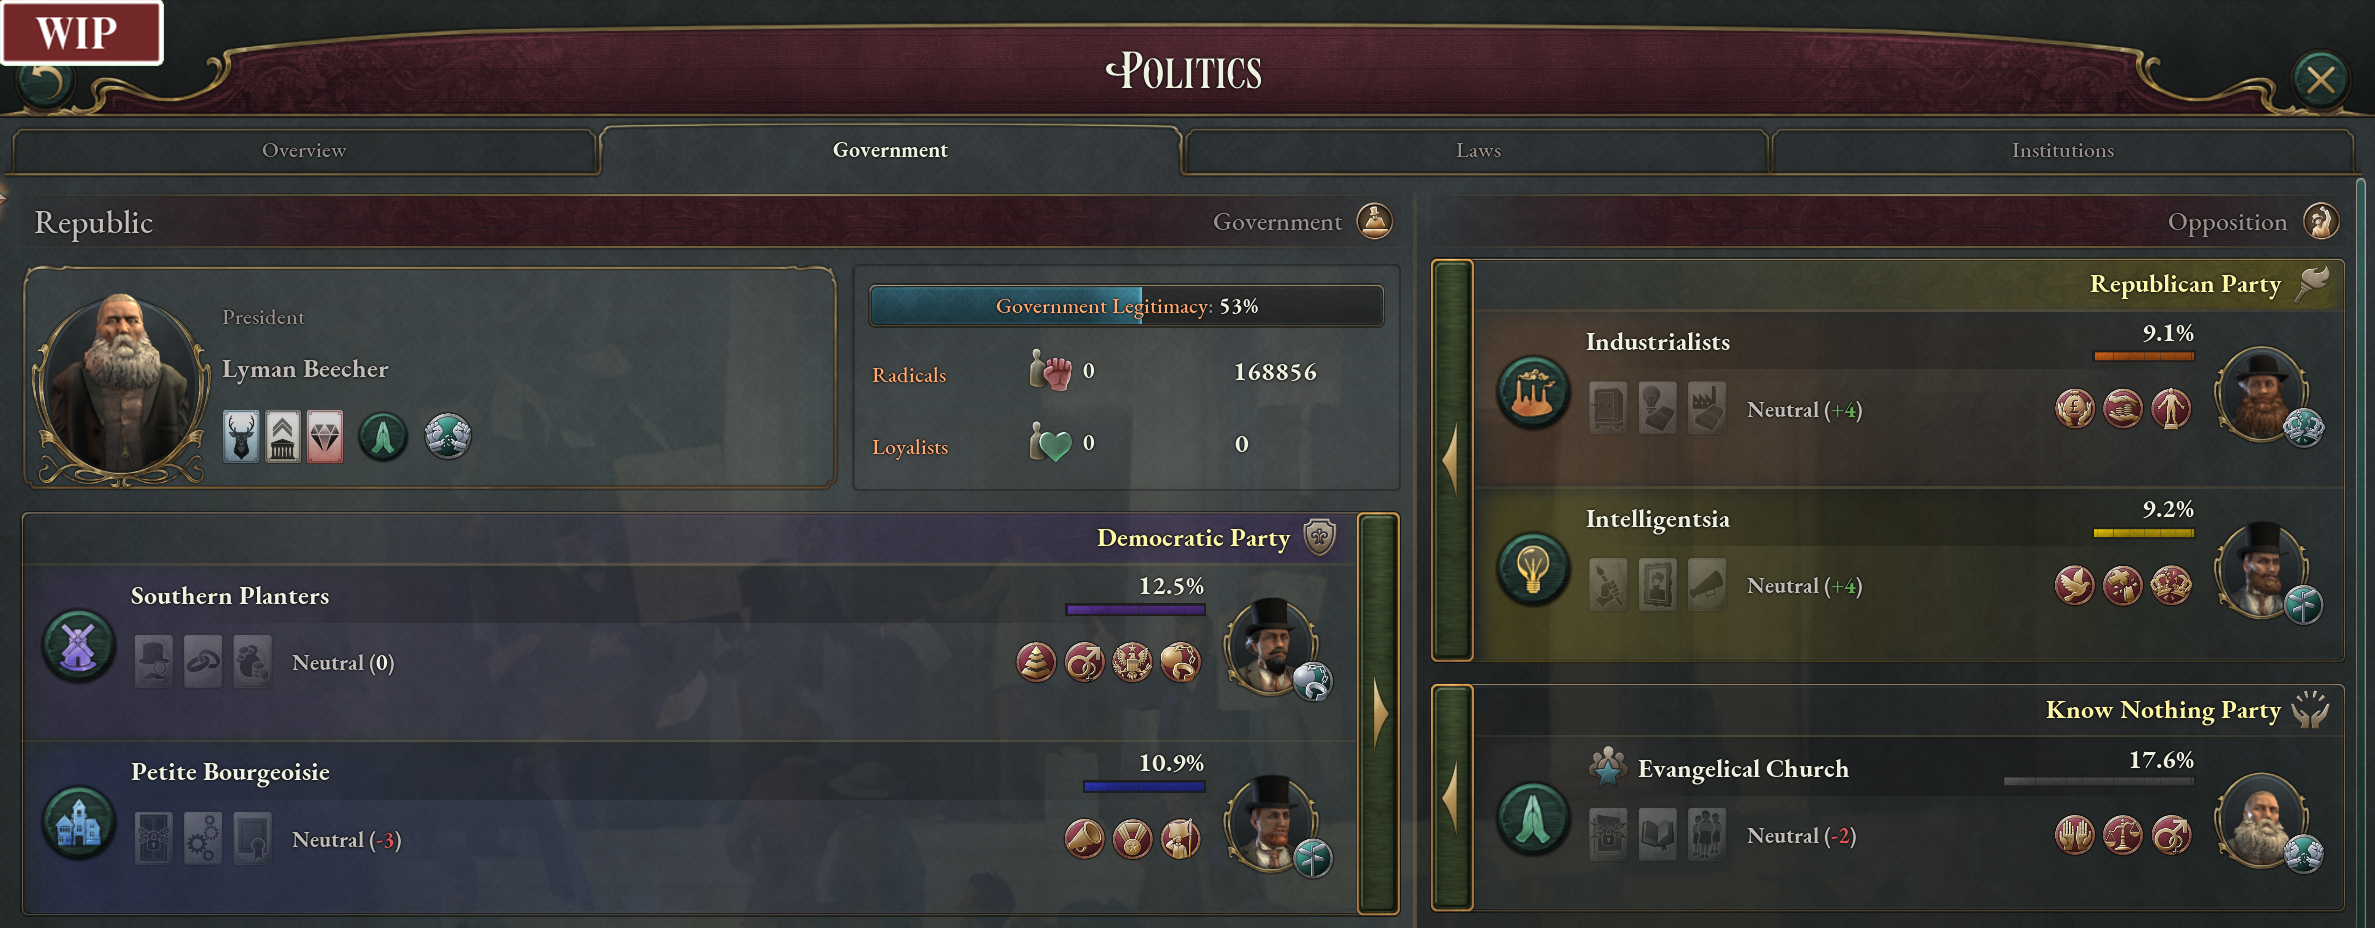 WIP
Politics
Overview
Government
Laws
Institutions
Republic
Government
President
Lyman Beecher
Government Legitimacy: 53%
Radicals 0 168856
Loyalists 0 0
Democratic Party
Southern Planters 12.5%
Neutral (0)
Petite Bourgeoisie 10.9%
Neutral (-3)
Opposition
Republican Party
Industrialists 9.1%
Neutral (+4)
Intelligentsia 9.2%
Neutral (+4)
Know Nothing Party
Evangelical Church 17.6%
Neutral (-2)